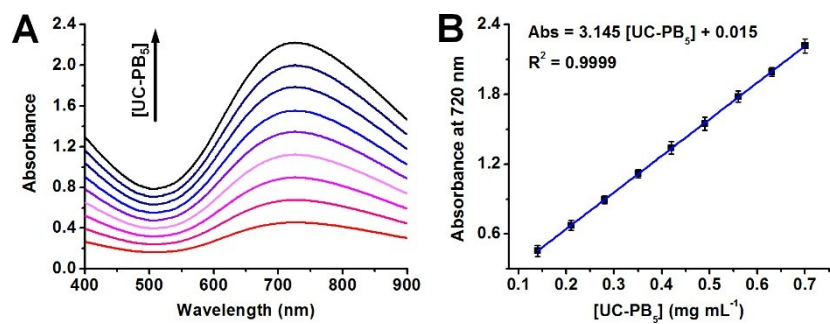 A
[UC-PB₅]
Absorbance
2.4
2.0
1.6
1.2
0.8
0.4
0.0
400 500 600 700 800 900
Wavelength (nm)
B
Abs = 3.145 [UC-PB₅] + 0.015
R² = 0.9999
Absorbance at 720 nm
2.4
1.8
1.2
0.6
0.1 0.2 0.3 0.4 0.5 0.6 0.7
[UC-PB₅] (mg mL⁻¹)